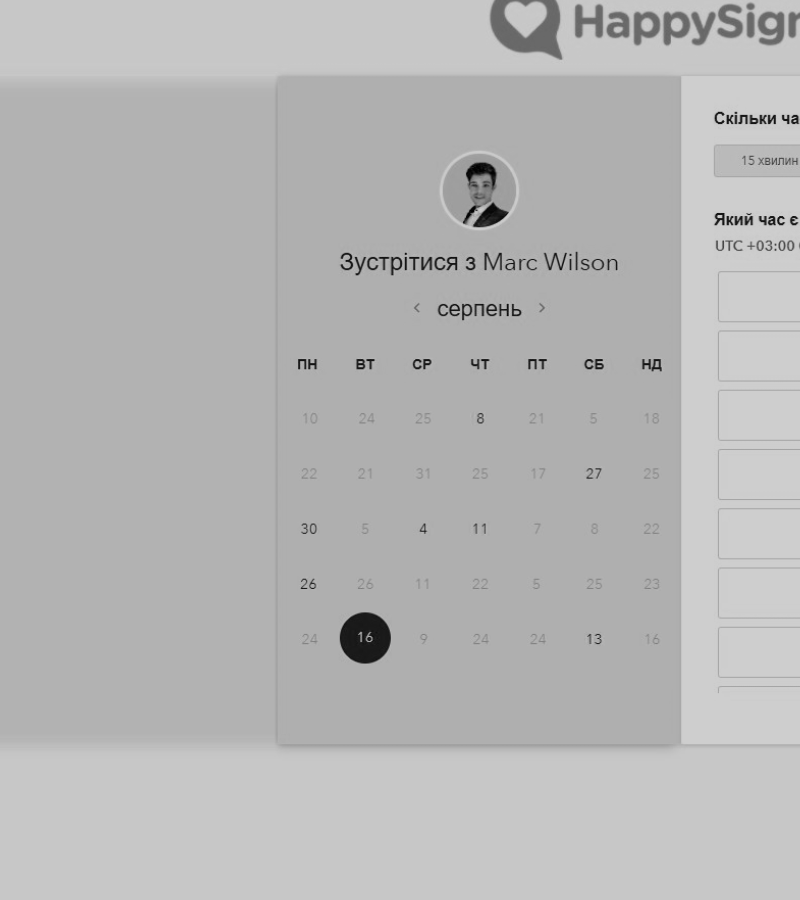 HappySign
Зустрітися з Marc Wilson
серпень
ПН ВТ СР ЧТ ПТ СБ НД
10 24 25 8 21 5 18
22 21 31 25 17 27 25
30 5 4 11 7 8 22
26 26 11 22 5 25 23
24 16 9 24 24 13 16
Скільки ча
15 хвилин
Який час є
UTC +03:00